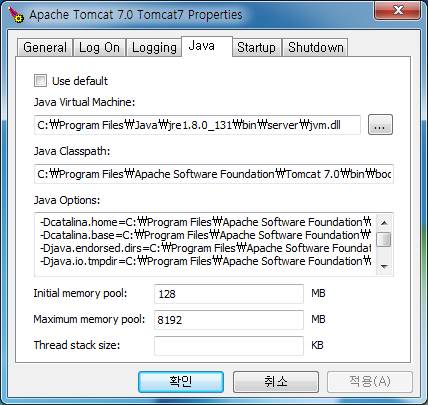 Apache Tomcat 7.0 Tomcat7 Properties
General Log On Logging Java Startup Shutdown
Use default
Java Virtual Machine:
C:₩Program Files₩Java₩jre1.8.0_131₩bin₩server₩jvm.dll
...
Java Classpath:
C:₩Program Files₩Apache Software Foundation₩Tomcat 7.0₩bin₩boo
Java Options:
-Dcatalina.home=C:₩Program Files₩Apache Software Foundation₩
-Dcatalina.base=C:₩Program Files₩Apache Software Foundation₩
-Djava.endorsed.dirs=C:₩Program Files₩Apache Software Foundat
-Djava.io.tmpdir=C:₩Program Files₩Apache Software Foundation₩
Initial memory pool: 128 MB
Maximum memory pool: 8192 MB
Thread stack size: KB
확인 취소 적용(A)